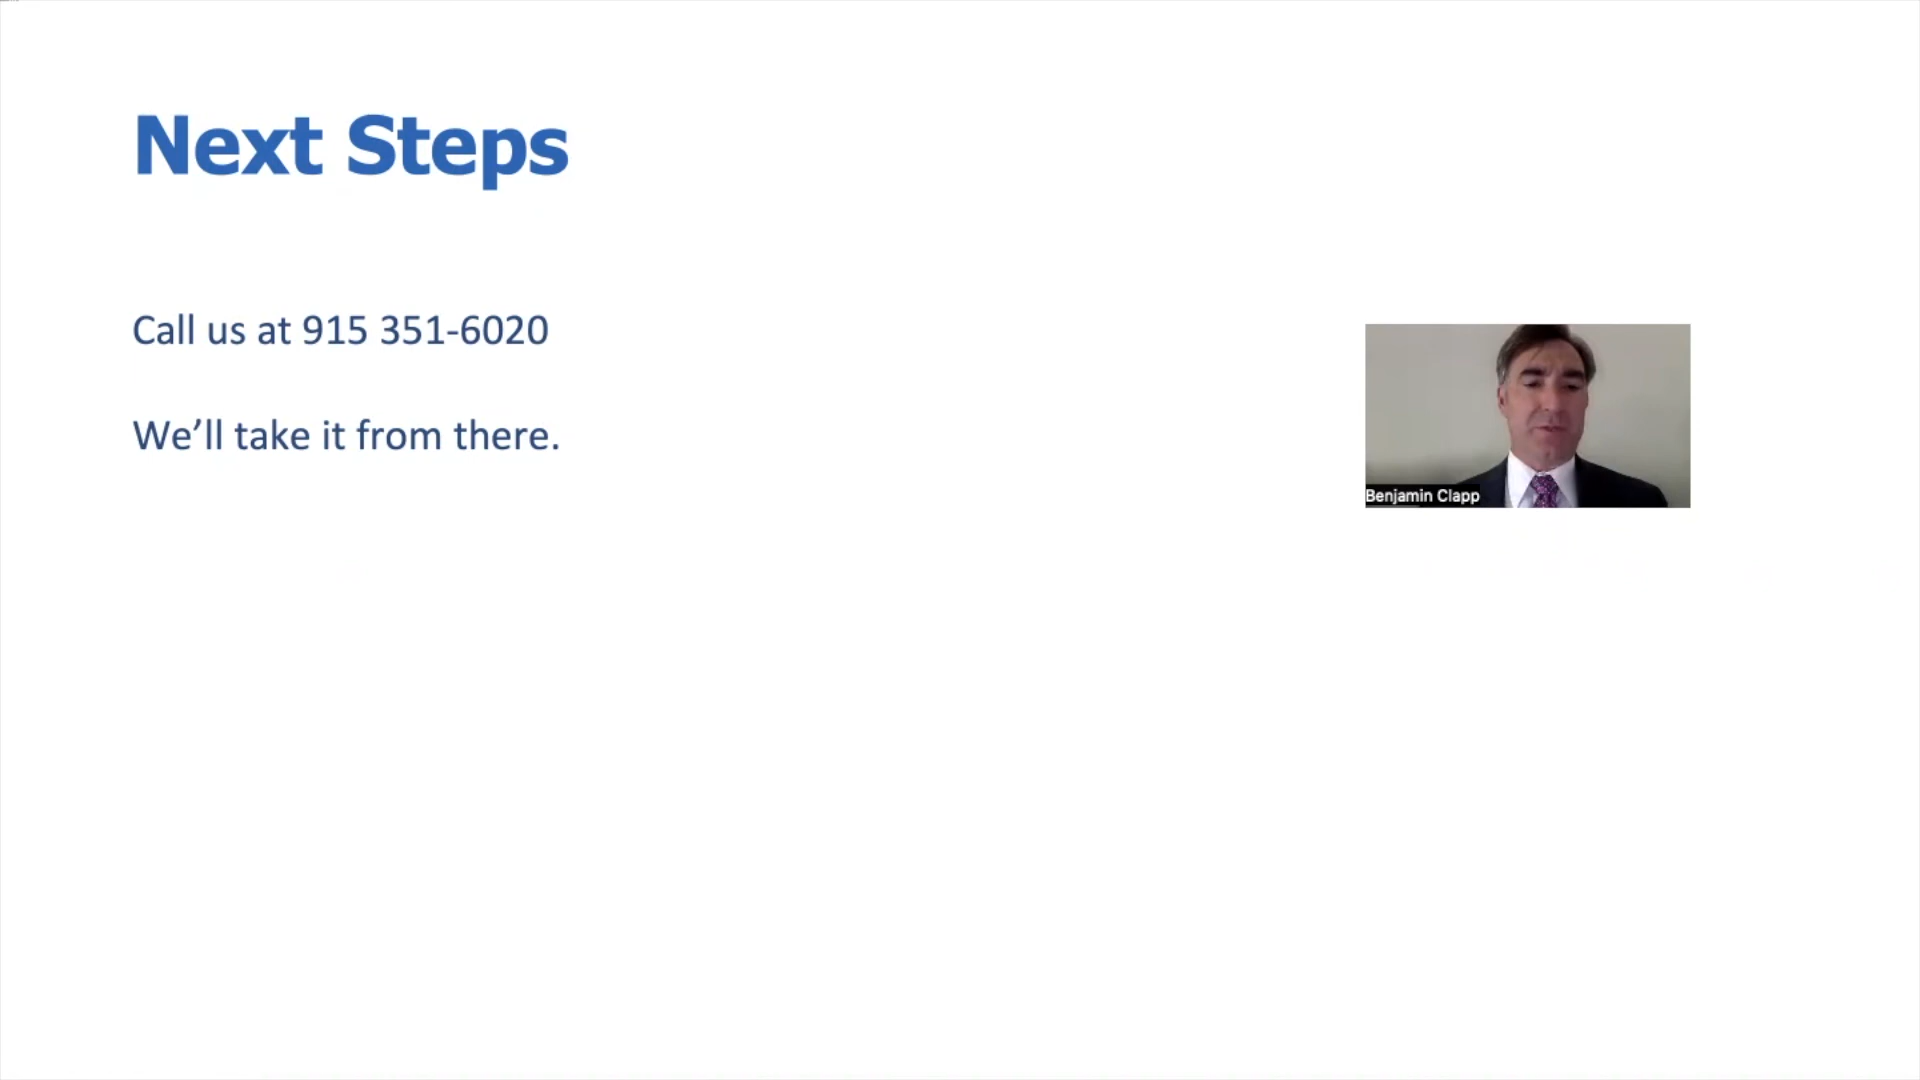 Next Steps
Call us at 915 351-6020
We’ll take it from there.
Benjamin Clapp